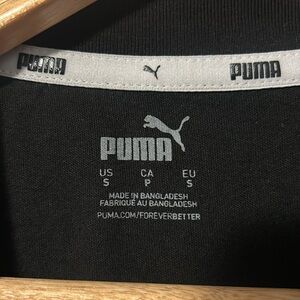 PUMA PUMA
PUMA
US CA EU
S P S
MADE IN BANGLADESH
FABRIQUÉ AU BANGLADESH
PUMA.COM/FOREVERBETTER